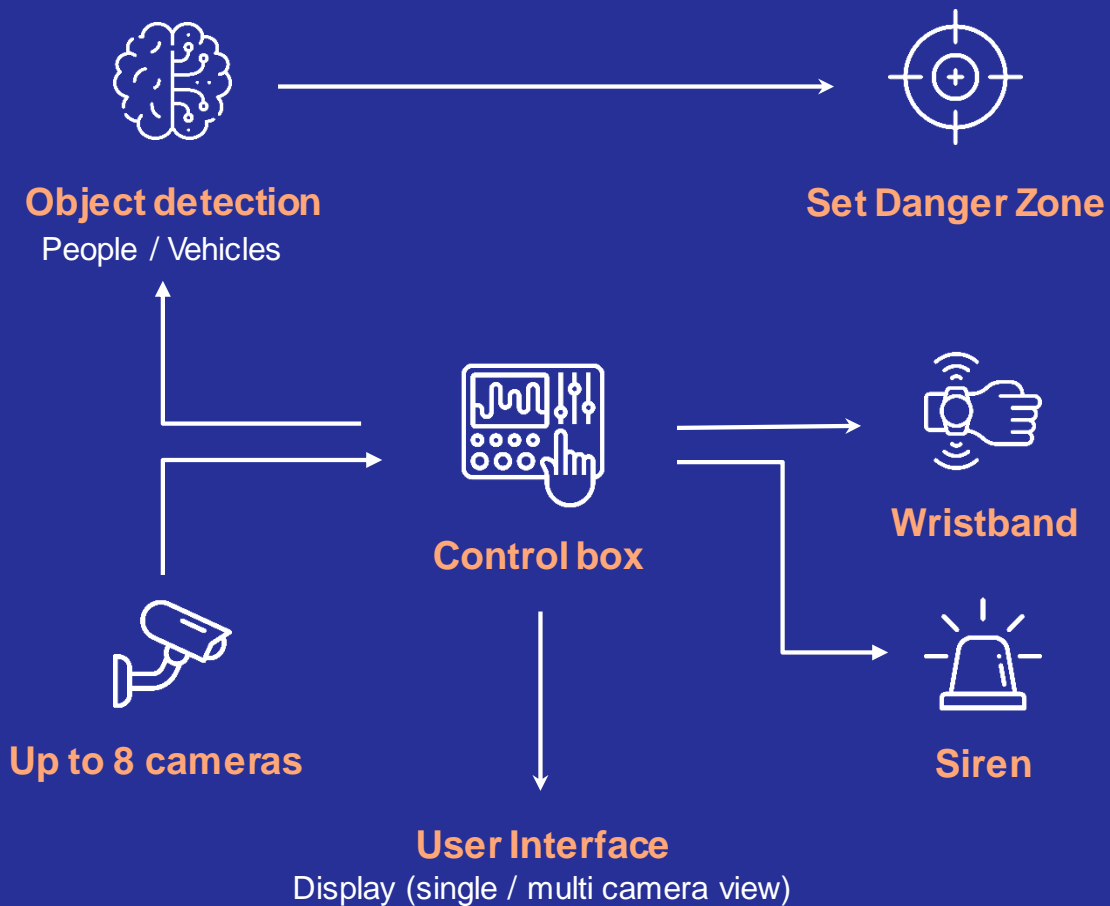 Object detection
People / Vehicles
Set Danger Zone
Control box
Wristband
Up to 8 cameras
Siren
User Interface
Display (single / multi camera view)